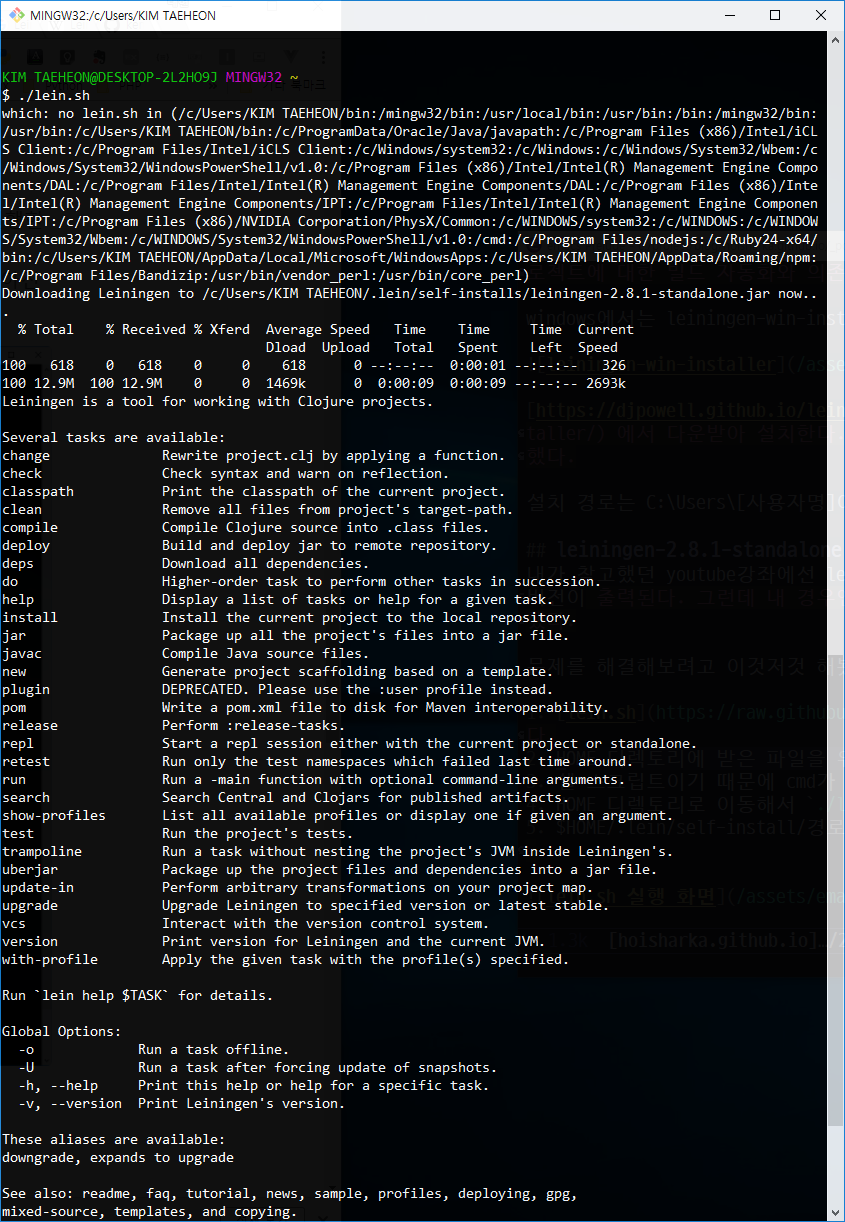 MINGW32:/c/Users/KIM TAEHEON
KIM TAEHEON@DESKTOP-2L2HO9J MINGW32 ~
$ ./lein.sh
which: no lein.sh in (/c/Users/KIM TAEHEON/bin:/mingw32/bin:/usr/local/bin:/usr/bin:/bin:/mingw32/bin:
/usr/bin:/c/Users/KIM TAEHEON/bin:/c/ProgramData/Oracle/Java/javapath:/c/Program Files (x86)/Intel/iCL
S Client:/c/Program Files/Intel/iCLS Client:/c/Windows/system32:/c/Windows:/c/Windows/System32/Wbem:/c
/Windows/System32/WindowsPowerShell/v1.0:/c/Program Files (x86)/Intel/Intel(R) Management Engine Compo
nents/DAL:/c/Program Files/Intel/Intel(R) Management Engine Components/DAL:/c/Program Files (x86)/Inte
l/Intel(R) Management Engine Components/IPT:/c/Program Files/Intel/Intel(R) Management Engine Componen
ts/IPT:/c/Program Files (x86)/NVIDIA Corporation/PhysX/Common:/c/WINDOWS/system32:/c/WINDOWS:/c/WINDOW
S/System32/Wbem:/c/WINDOWS/System32/WindowsPowerShell/v1.0:/cmd:/c/Program Files/nodejs:/c/Ruby24-x64/
bin:/c/Users/KIM TAEHEON/AppData/Local/Microsoft/WindowsApps:/c/Users/KIM TAEHEON/AppData/Roaming/npm:
/c/Program Files/Bandizip:/usr/bin/vendor_perl:/usr/bin/core_perl)
Downloading Leiningen to /c/Users/KIM TAEHEON/.lein/self-installs/leiningen-2.8.1-standalone.jar now..
.
% Total % Received % Xferd Average Speed Time Time Time Current
Dload Upload Total Spent Left Speed
100 618 0 618 0 0 618 0 --:--:-- 0:00:01 --:--:-- 326
100 12.9M 100 12.9M 0 0 1469k 0 0:00:09 0:00:09 --:--:-- 2693k
Leiningen is a tool for working with Clojure projects.
Several tasks are available:
change Rewrite project.clj by applying a function.
check Check syntax and warn on reflection.
classpath Print the classpath of the current project.
clean Remove all files from project's target-path.
compile Compile Clojure source into .class files.
deploy Build and deploy jar to remote repository.
deps Download all dependencies.
do Higher-order task to perform other tasks in succession.
help Display a list of tasks or help for a given task.
install Install the current project to the local repository.
jar Package up all the project's files into a jar file.
javac Compile Java source files.
new Generate project scaffolding based on a template.
plugin DEPRECATED. Please use the :user profile instead.
pom Write a pom.xml file to disk for Maven interoperability.
release Perform :release-tasks.
repl Start a repl session either with the current project or standalone.
retest Run only the test namespaces which failed last time around.
run Run a -main function with optional command-line arguments.
search Search Central and Clojars for published artifacts.
show-profiles List all available profiles or display one if given an argument.
test Run the project's tests.
trampoline Run a task without nesting the project's JVM inside Leiningen's.
uberjar Package up the project files and dependencies into a jar file.
update-in Perform arbitrary transformations on your project map.
upgrade Upgrade Leiningen to specified version or latest stable.
vcs Interact with the version control system.
version Print version for Leiningen and the current JVM.
with-profile Apply the given task with the profile(s) specified.
Run `lein help $TASK` for details.
Global Options:
-o Run a task offline.
-U Run a task after forcing update of snapshots.
-h, --help Print this help or help for a specific task.
-v, --version Print Leiningen's version.
These aliases are available:
downgrade, expands to upgrade
See also: readme, faq, tutorial, news, sample, profiles, deploying, gpg,
mixed-source, templates, and copying.